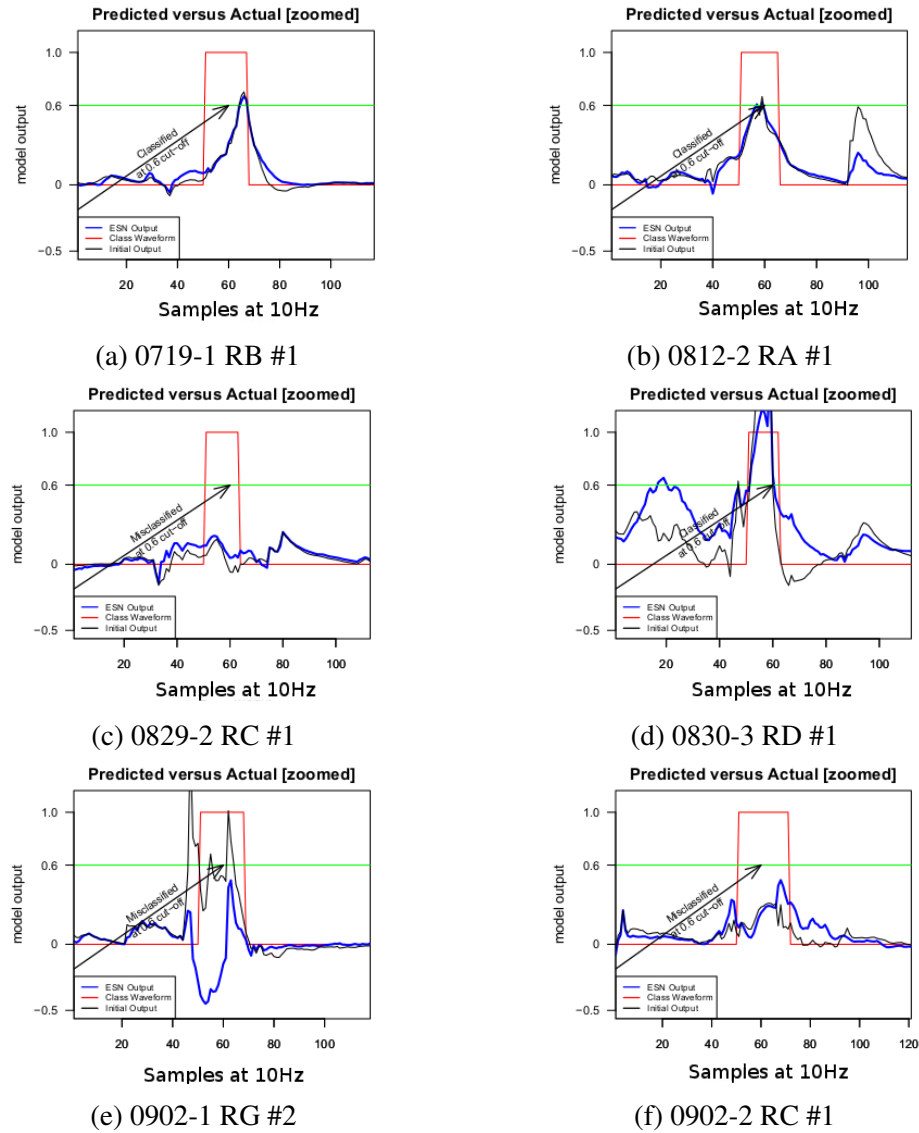 Predicted versus Actual [zoomed]
model output
1.0
0.6
0
−0.5
Classified
at 0.6 cut−off
ESN Output
Class Waveform
Initial Output
20 40 60 80 100
Samples at 10Hz
(a) 0719-1 RB #1
Predicted versus Actual [zoomed]
model output
1.0
0.6
0
−0.5
Classified
at 0.6 cut−off
ESN Output
Class Waveform
Initial Output
20 40 60 80 100
Samples at 10Hz
(b) 0812-2 RA #1
Predicted versus Actual [zoomed]
model output
1.0
0.6
0
−0.5
Misclassified
at 0.6 cut−off
ESN Output
Class Waveform
Initial Output
20 40 60 80 100
Samples at 10Hz
(c) 0829-2 RC #1
Predicted versus Actual [zoomed]
model output
1.0
0.6
0
−0.5
Classified
at 0.6 cut−off
ESN Output
Class Waveform
Initial Output
20 40 60 80 100
Samples at 10Hz
(d) 0830-3 RD #1
Predicted versus Actual [zoomed]
model output
1.0
0.6
0
−0.5
Misclassified
at 0.6 cut−off
ESN Output
Class Waveform
Initial Output
20 40 60 80 100
Samples at 10Hz
(e) 0902-1 RG #2
Predicted versus Actual [zoomed]
model output
1.0
0.6
0
−0.5
Misclassified
at 0.6 cut−off
ESN Output
Class Waveform
Initial Output
20 40 60 80 100 120
Samples at 10Hz
(f) 0902-2 RC #1